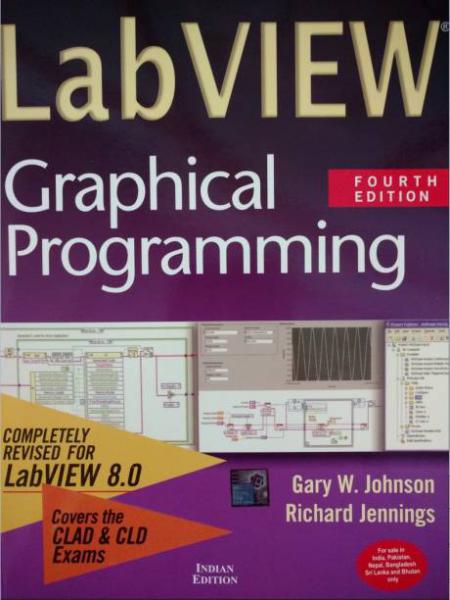 LabVIEW®
Graphical
Programming
FOURTH
EDITION
COMPLETELY
REVISED FOR
LabVIEW 8.0
Covers the
CLAD & CLD
Exams
Gary W. Johnson
Richard Jennings
INDIAN
EDITION
For sale in
India, Pakistan,
Nepal, Bangladesh
Sri Lanka and Bhutan
only